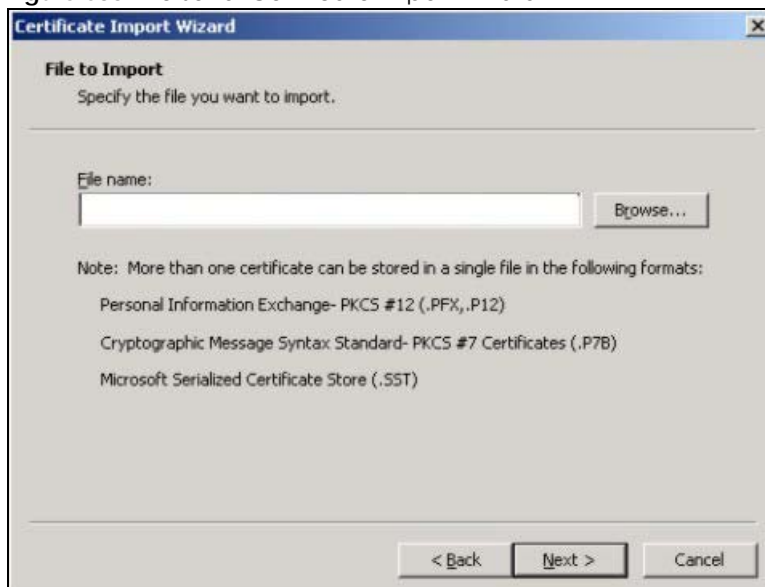 Certificate Import Wizard
File to Import
Specify the file you want to import.
File name:
Browse...
Note: More than one certificate can be stored in a single file in the following formats:
Personal Information Exchange- PKCS #12 (.PFX,.P12)
Cryptographic Message Syntax Standard- PKCS #7 Certificates (.P7B)
Microsoft Serialized Certificate Store (.SST)
< Back Next > Cancel